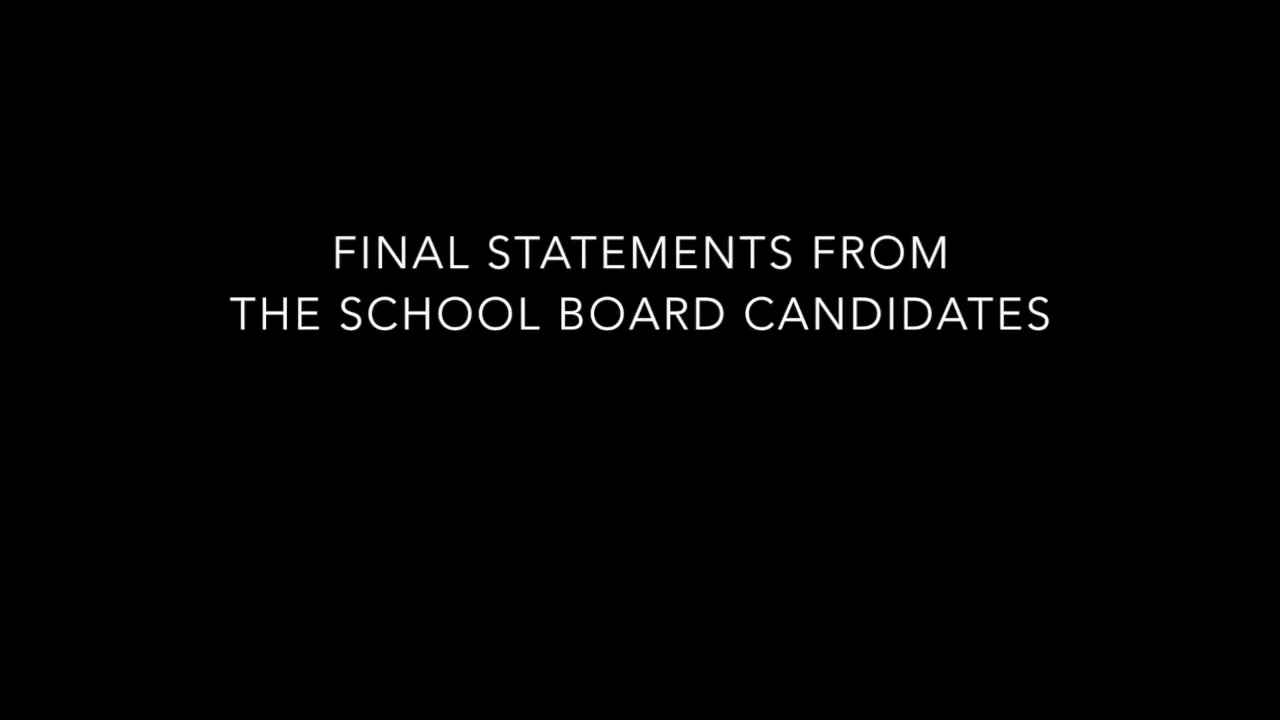 FINAL STATEMENTS FROM
THE SCHOOL BOARD CANDIDATES